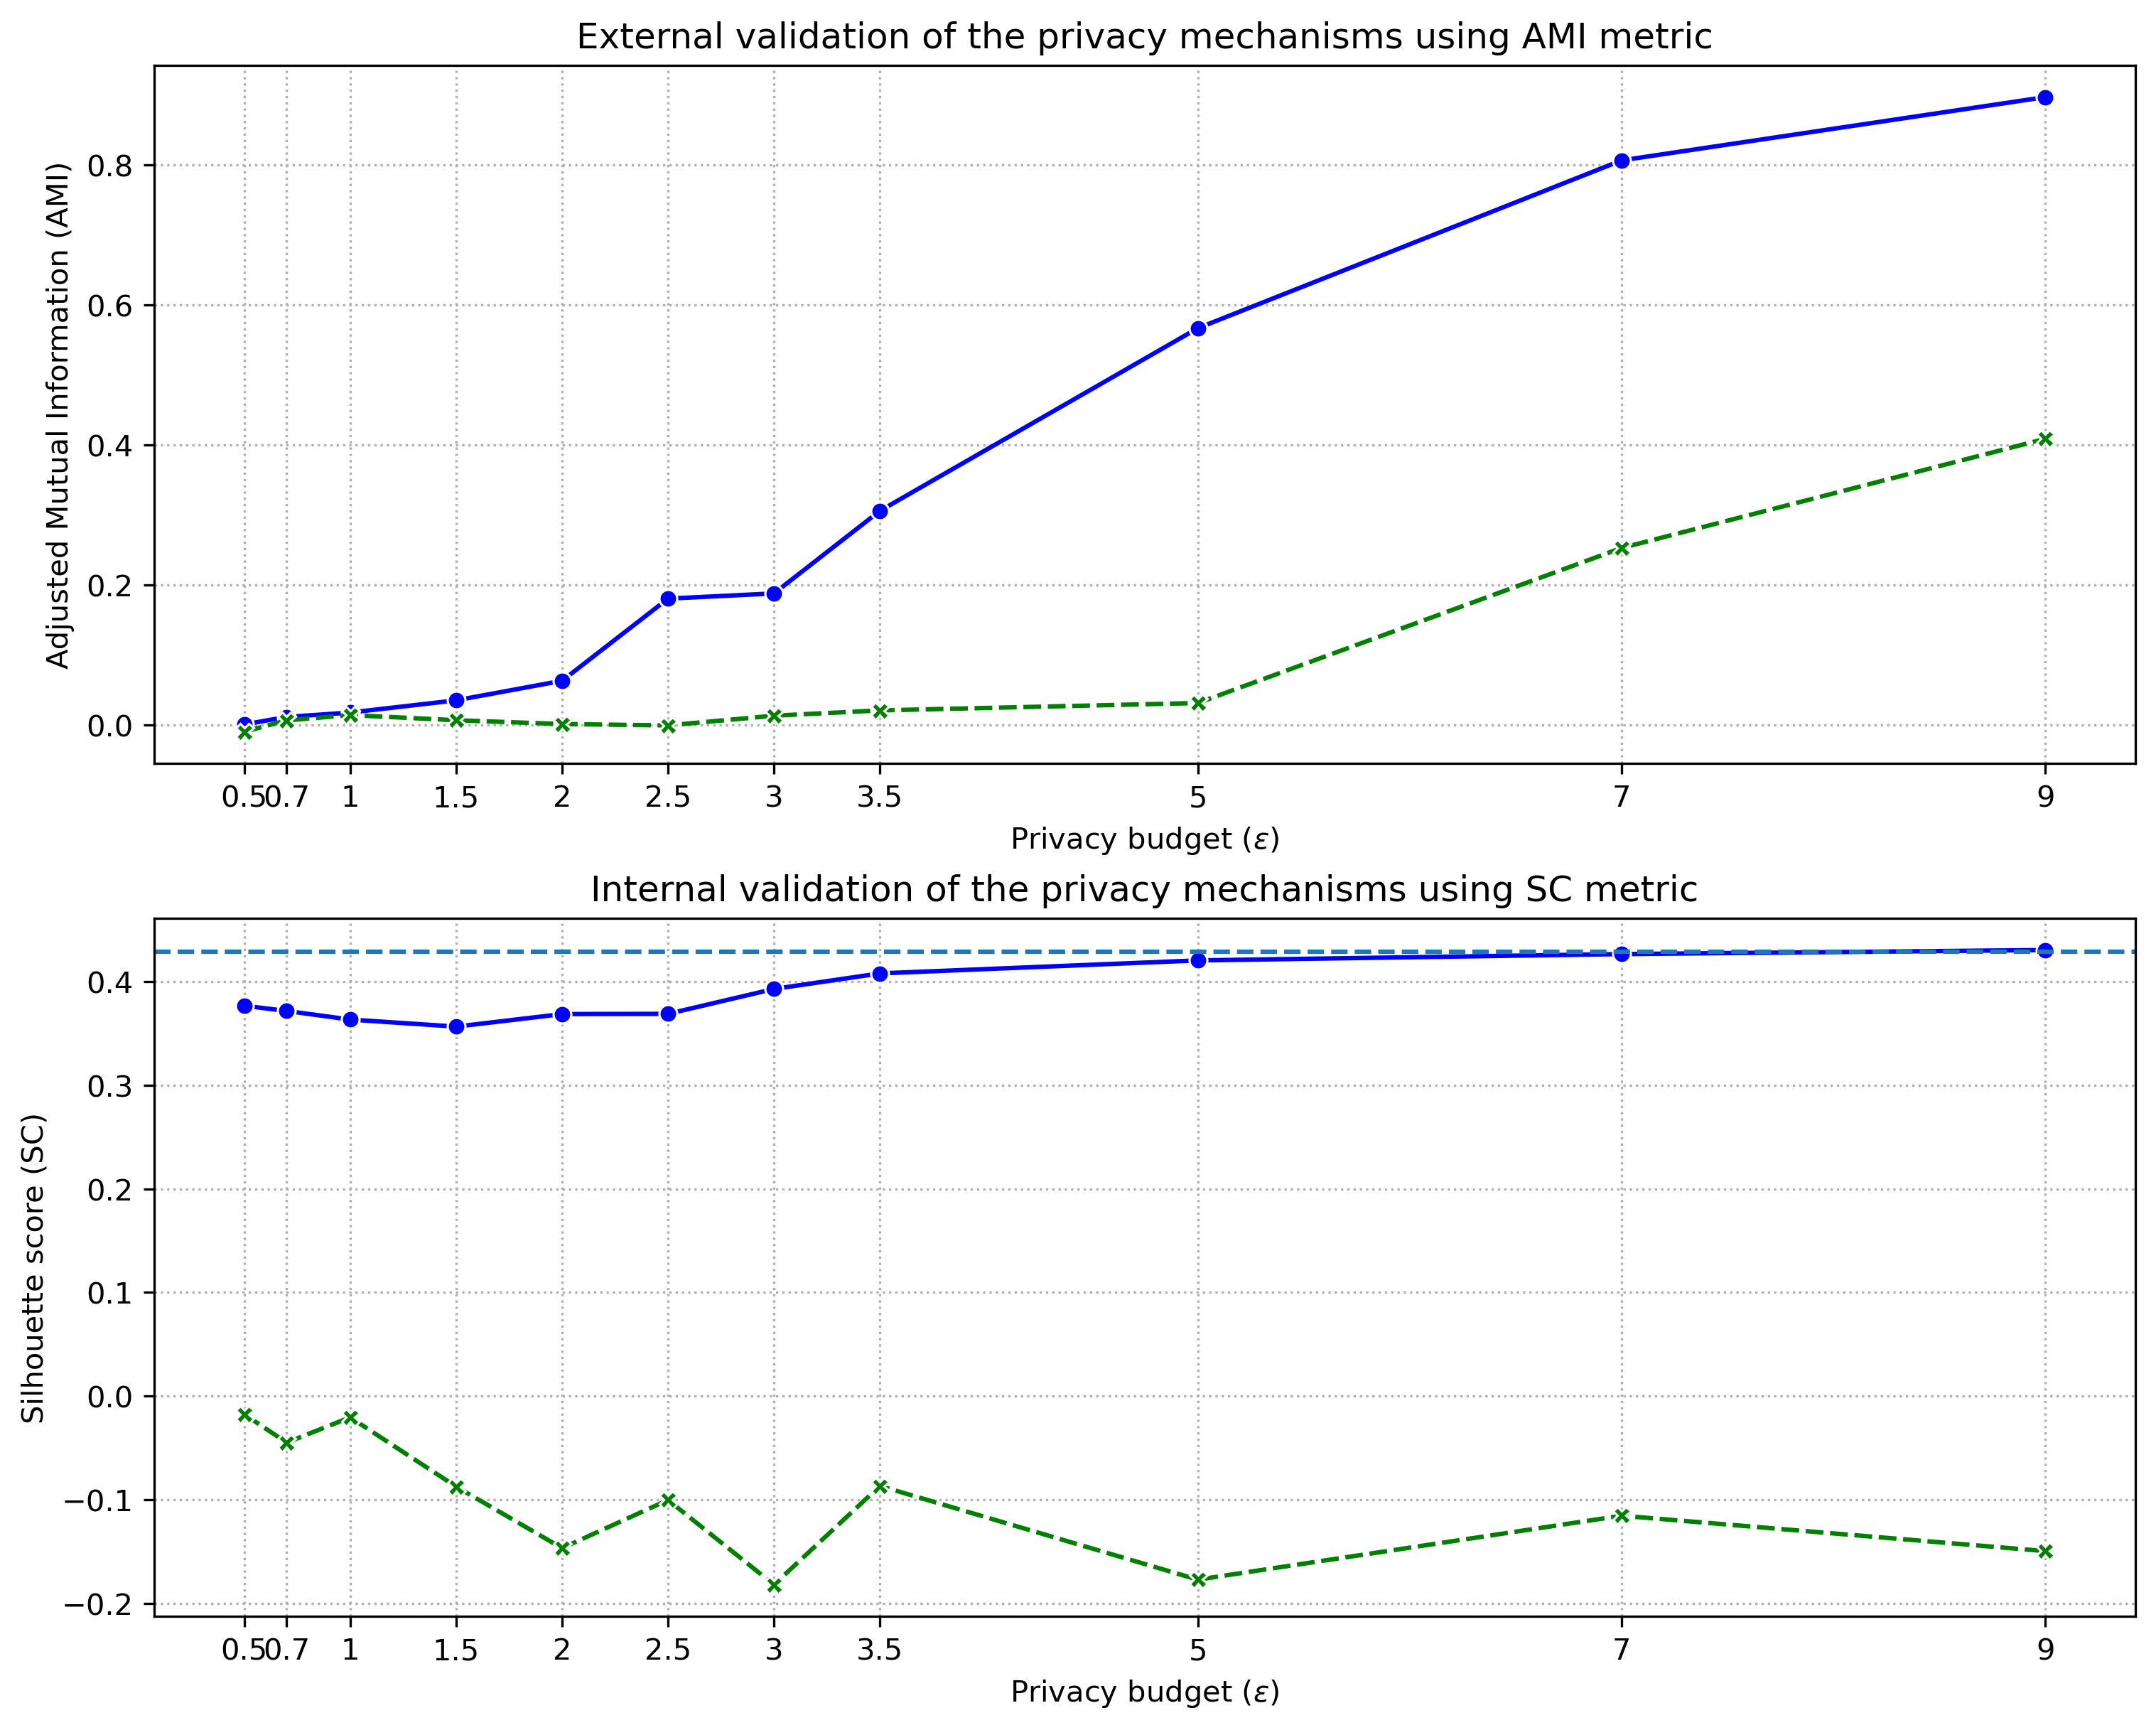 External validation of the privacy mechanisms using AMI metric
Adjusted Mutual Information (AMI)
0.8
0.6
0.4
0.2
0.0
0.5 0.7 1 1.5 2 2.5 3 3.5 5 7 9
Privacy budget (ε)
Internal validation of the privacy mechanisms using SC metric
Silhouette score (SC)
0.4
0.3
0.2
0.1
0.0
−0.1
−0.2
0.5 0.7 1 1.5 2 2.5 3 3.5 5 7 9
Privacy budget (ε)